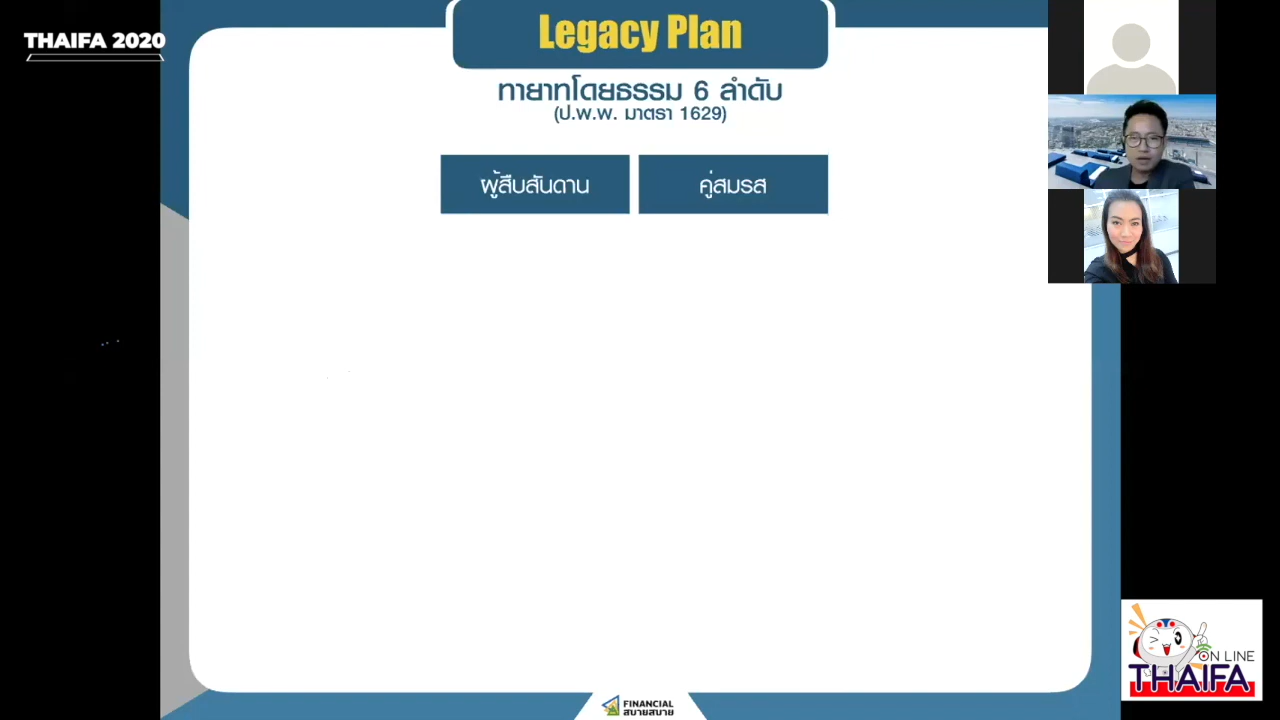 THAIFA 2020
Legacy Plan
ทายาทโดยธรรม 6 ลำดับ
(ป.พ.พ. มาตรา 1629)
ผู้สืบสันดาน
คู่สมรส
FINANCIAL
สบายสบาย
ON LINE
THAIFA